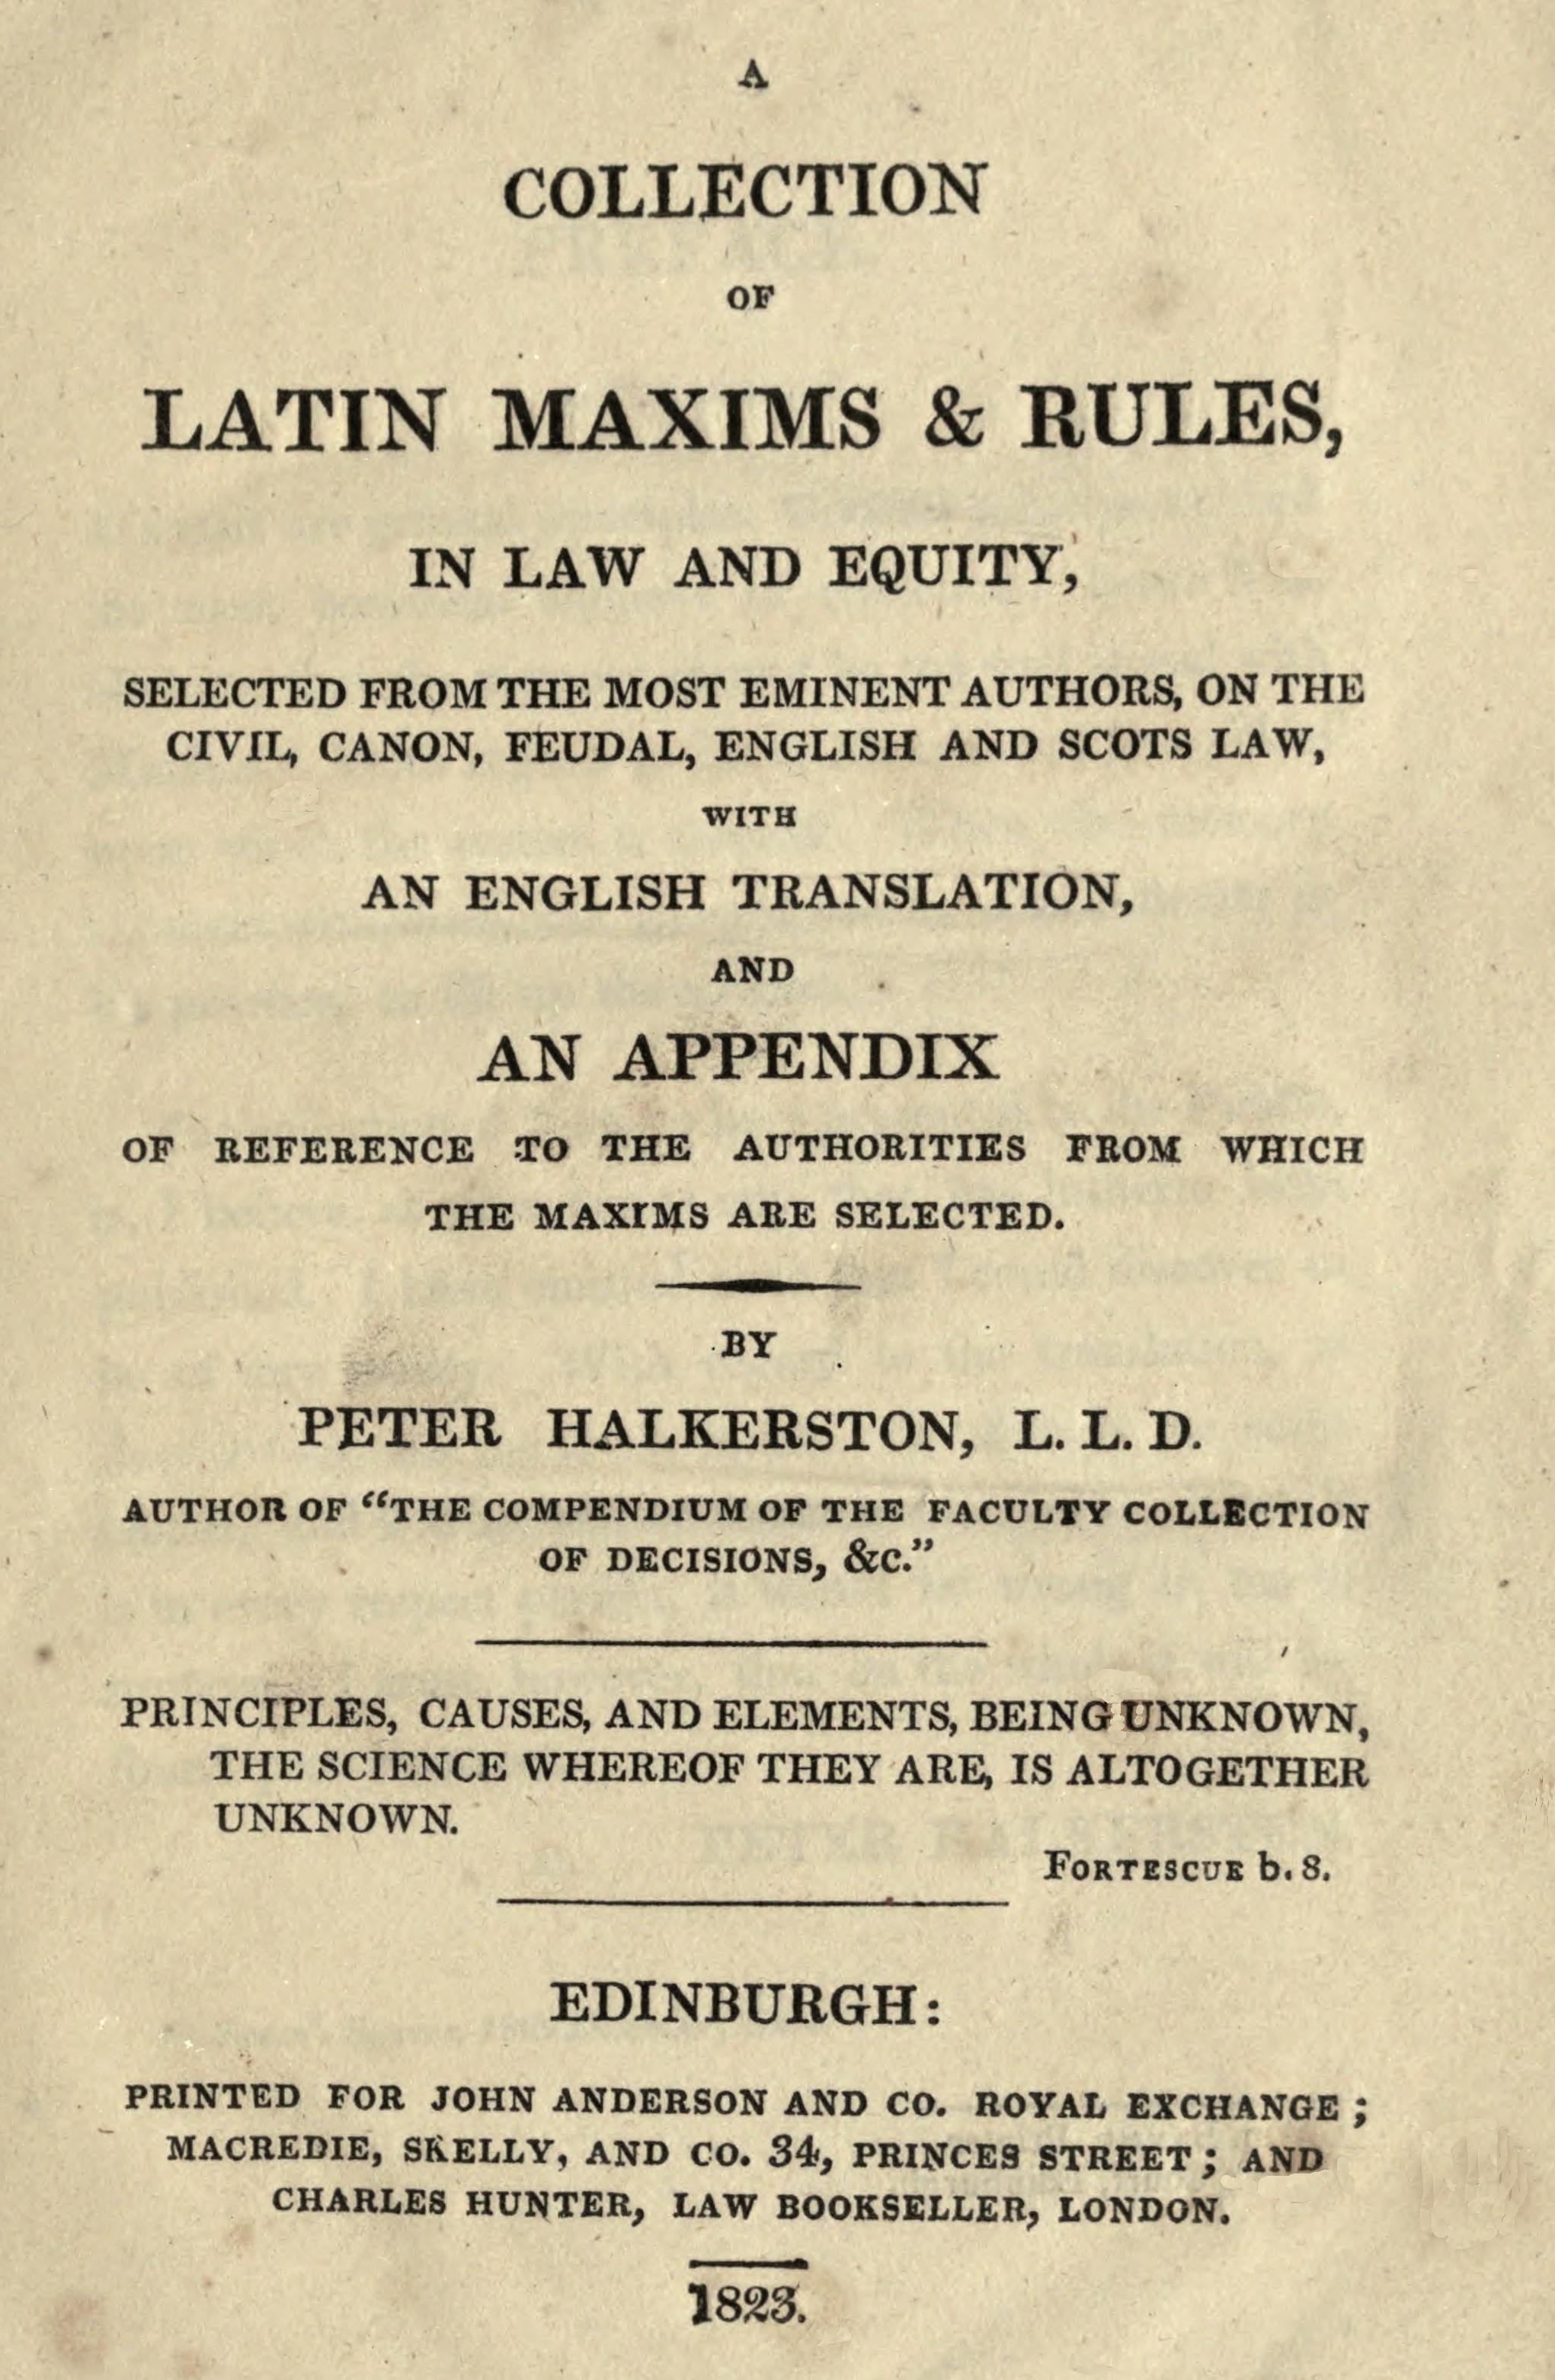 A
COLLECTION
OF
LATIN MAXIMS & RULES,
IN LAW AND EQUITY,
SELECTED FROM THE MOST EMINENT AUTHORS, ON THE
CIVIL, CANON, FEUDAL, ENGLISH AND SCOTS LAW,
WITH
AN ENGLISH TRANSLATION,
AND
AN APPENDIX
OF REFERENCE TO THE AUTHORITIES FROM WHICH
THE MAXIMS ARE SELECTED.
BY
PETER HALKERSTON, L. L. D.
AUTHOR OF "THE COMPENDIUM OF THE FACULTY COLLECTION
OF DECISIONS, &C."
PRINCIPLES, CAUSES, AND ELEMENTS, BEING UNKNOWN,
THE SCIENCE WHEREOF THEY ARE, IS ALTOGETHER
UNKNOWN.
FORTESCUE b. 8.
EDINBURGH:
PRINTED FOR JOHN ANDERSON AND CO. ROYAL EXCHANGE;
MACREDIE, SKELLY, AND CO. 34, PRINCES STREET; AND
CHARLES HUNTER, LAW BOOKSELLER, LONDON.
1823.